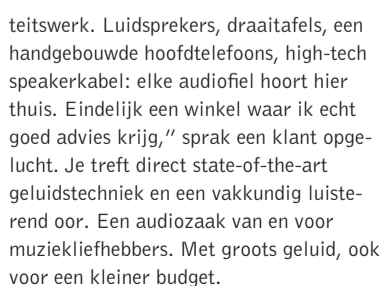 teitswerk. Luidsprekers, draaitafels, een
handgebouwde hoofdtelefoons, high-tech
speakerkabel: elke audiofiel hoort hier
thuis. Eindelijk een winkel waar ik echt
goed advies krijg,” sprak een klant opge-
lucht. Je treft direct state-of-the-art
geluidstechniek en een vakkundig luiste-
rend oor. Een audiozaak van en voor
muziekliefhebbers. Met groots geluid, ook
voor een kleiner budget.